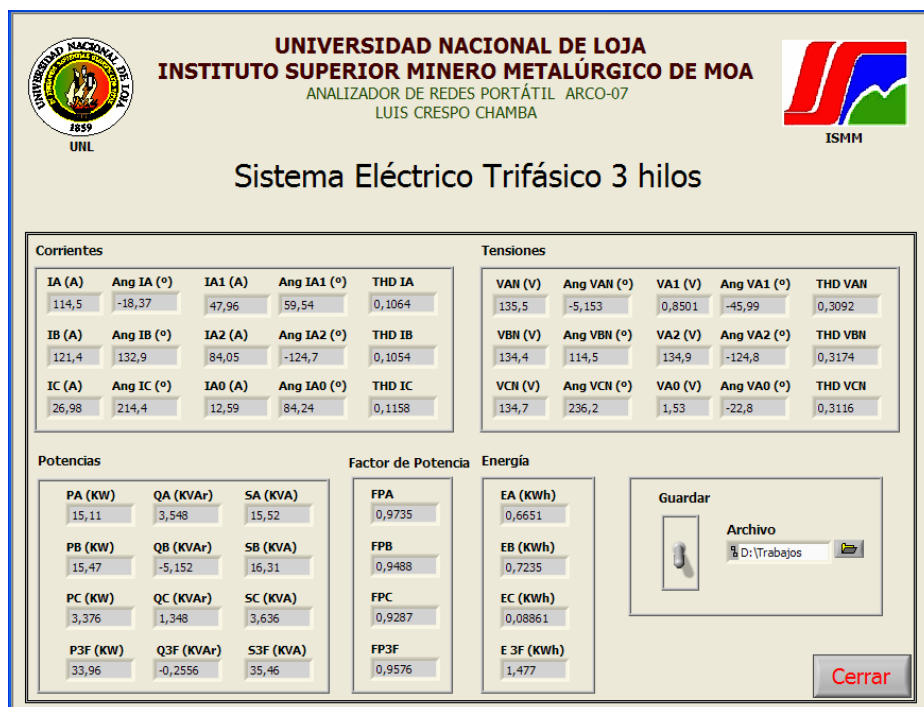 UNIVERSIDAD NACIONAL DE LOJA
INSTITUTO SUPERIOR MINERO METALÚRGICO DE MOA
ANALIZADOR DE REDES PORTÁTIL ARCO-07
LUIS CRESPO CHAMBA
UNIVERSIDAD NACIONAL DE LOJA
1859
UNL
ISMM
Sistema Eléctrico Trifásico 3 hilos
Corrientes
IA (A) Ang IA (º) IA1 (A) Ang IA1 (º) THD IA
114,5 -18,37 47,96 59,54 0,1064
IB (A) Ang IB (º) IA2 (A) Ang IA2 (º) THD IB
121,4 132,9 84,05 -124,7 0,1054
IC (A) Ang IC (º) IA0 (A) Ang IA0 (º) THD IC
26,98 214,4 12,59 84,24 0,1158
Tensiones
VAN (V) Ang VAN (º) VA1 (V) Ang VA1 (º) THD VAN
135,5 -5,153 0,8501 -45,99 0,3092
VBN (V) Ang VBN (º) VA2 (V) Ang VA2 (º) THD VBN
134,4 114,5 134,9 -124,8 0,3174
VCN (V) Ang VCN (º) VA0 (V) Ang VA0 (º) THD VCN
134,7 236,2 1,53 -22,8 0,3116
Potencias
PA (KW) QA (KVAr) SA (KVA)
15,11 3,548 15,52
PB (KW) QB (KVAr) SB (KVA)
15,47 -5,152 16,31
PC (KW) QC (KVAr) SC (KVA)
3,376 1,348 3,636
P3F (KW) Q3F (KVAr) S3F (KVA)
33,96 -0,2556 35,46
Factor de Potencia
FPA
0,9735
FPB
0,9488
FPC
0,9287
FP3F
0,9576
Energía
EA (KWh)
0,6651
EB (KWh)
0,7235
EC (KWh)
0,08861
E 3F (KWh)
1,477
Guardar
Archivo
D:\Trabajos
Cerrar